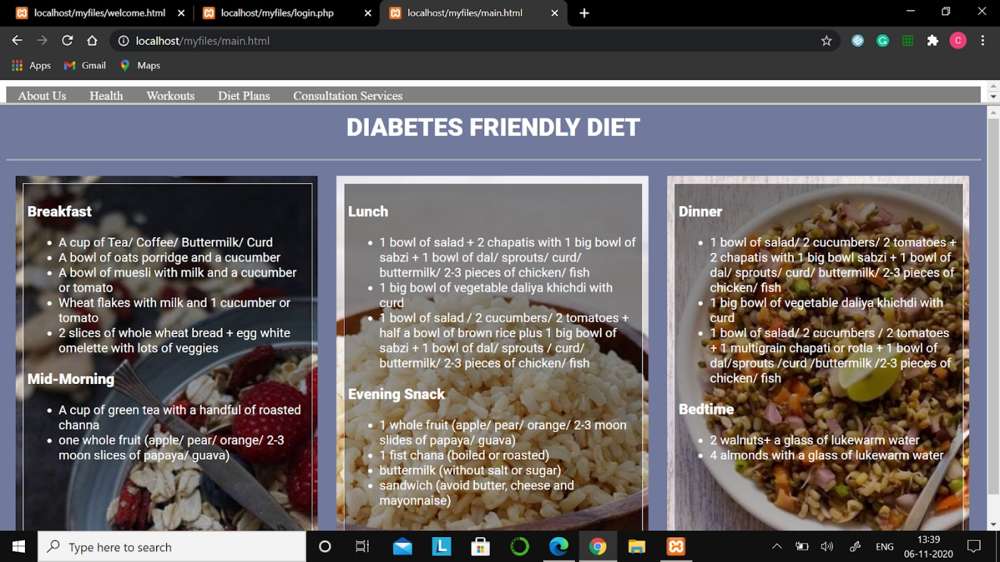 localhost/myfiles/welcome.html
localhost/myfiles/login.php
localhost/myfiles/main.html
localhost/myfiles/main.html
C
Apps
Gmail
Maps
About Us Health Workouts Diet Plans Consultation Services
DIABETES FRIENDLY DIET
Breakfast
A cup of Tea/ Coffee/ Buttermilk/ Curd
A bowl of oats porridge and a cucumber
A bowl of muesli with milk and a cucumber
or tomato
Wheat flakes with milk and 1 cucumber or
tomato
2 slices of whole wheat bread + egg white
omelette with lots of veggies
Mid-Morning
A cup of green tea with a handful of roasted
channa
one whole fruit (apple/ pear/ orange/ 2-3
moon slices of papaya/ guava)
Lunch
1 bowl of salad + 2 chapatis with 1 big bowl of
sabzi + 1 bowl of dal/ sprouts/ curd/
buttermilk/ 2-3 pieces of chicken/ fish
1 big bowl of vegetable daliya khichdi with
curd
1 bowl of salad / 2 cucumbers/ 2 tomatoes +
half a bowl of brown rice plus 1 big bowl of
sabzi + 1 bowl of dal/ sprouts / curd/
buttermilk/ 2-3 pieces of chicken/ fish
Evening Snack
1 whole fruit (apple/ pear/ orange/ 2-3 moon
slides of papaya/ guava)
1 fist chana (boiled or roasted)
buttermilk (without salt or sugar)
sandwich (avoid butter, cheese and
mayonnaise)
Dinner
1 bowl of salad/ 2 cucumbers/ 2 tomatoes +
2 chapatis with 1 big bowl sabzi + 1 bowl of
dal/ sprouts/ curd/ buttermilk/ 2-3 pieces of
chicken/ fish
1 big bowl of vegetable daliya khichdi with
curd
1 bowl of salad/ 2 cucumbers / 2 tomatoes
+ 1 multigrain chapati or rotla + 1 bowl of
dal/sprouts /curd /buttermilk /2-3 pieces of
chicken/ fish
Bedtime
2 walnuts+ a glass of lukewarm water
4 almonds with a glass of lukewarm water
Type here to search
L
ENG
13:39
06-11-2020